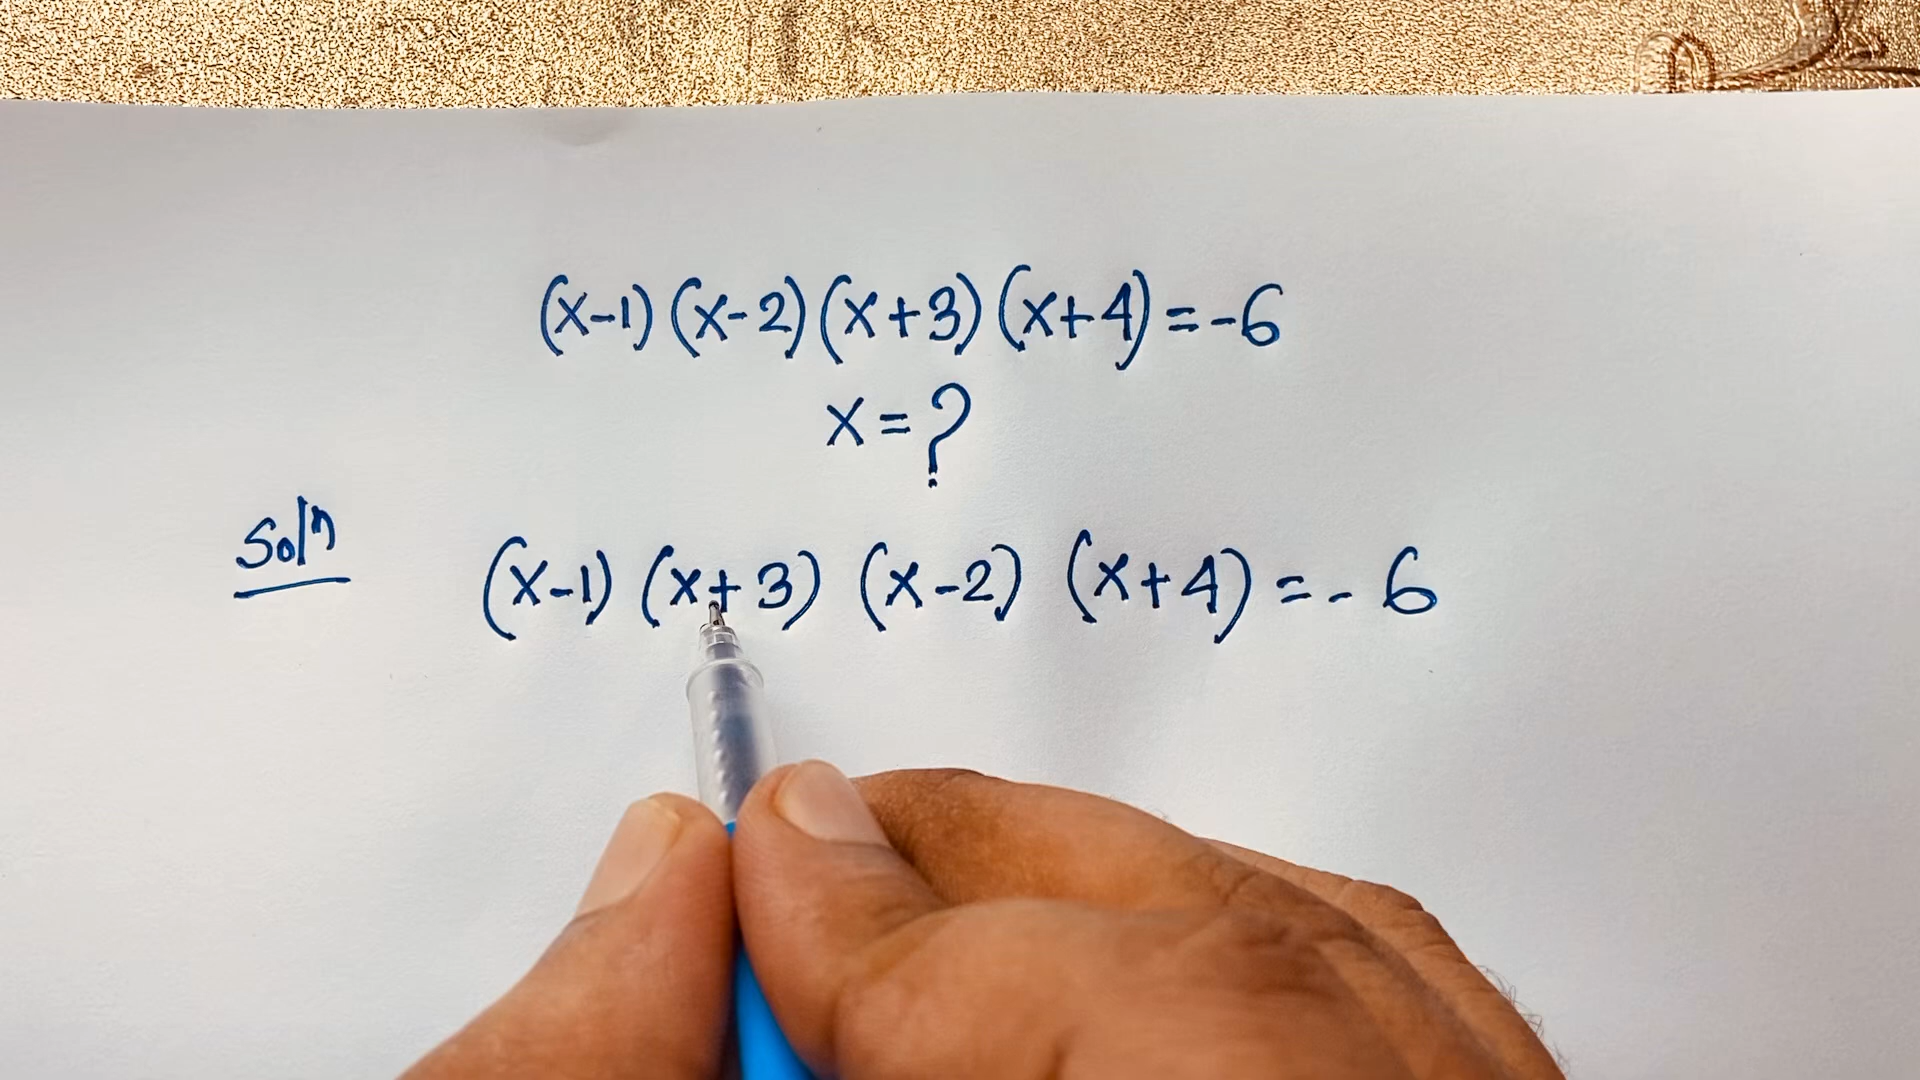 (x-1)(x-2)(x+3)(x+4)=-6
x=?
Soln (x-1) (x+3) (x-2) (x+4) = - 6